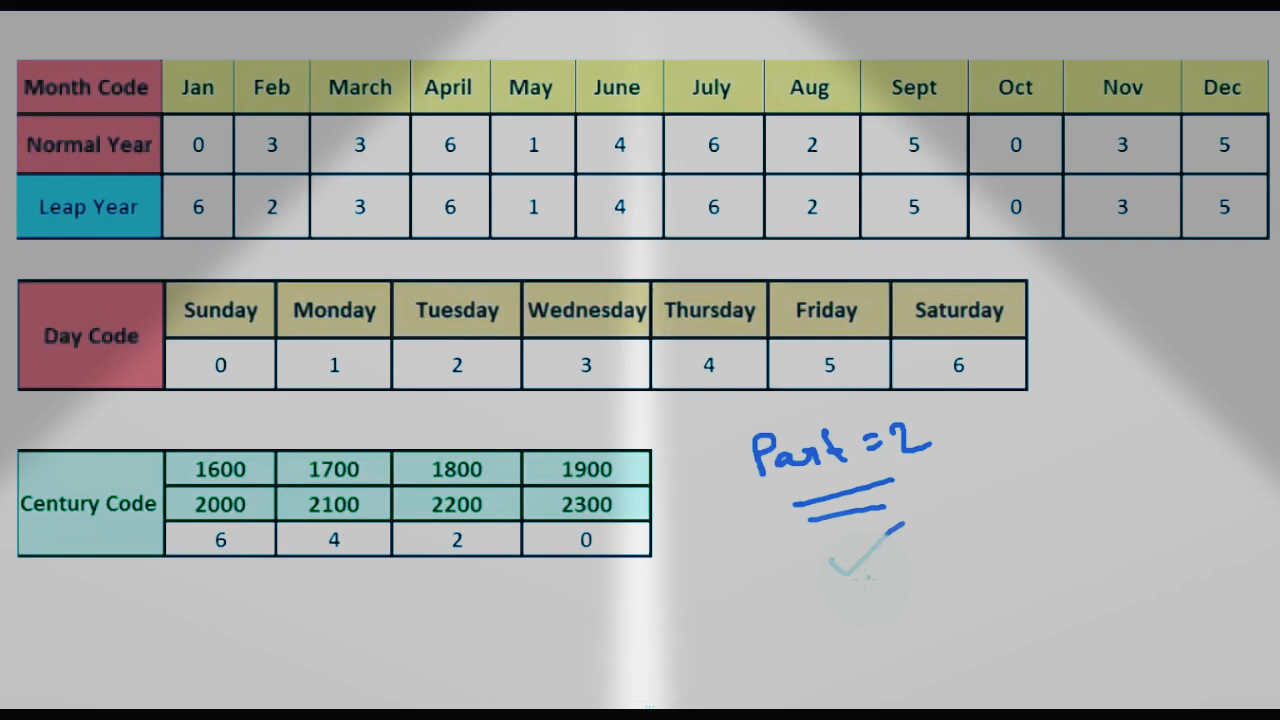 Month Code Jan Feb March April May June July Aug Sept Oct Nov Dec
Normal Year 0 3 3 6 1 4 6 2 5 0 3 5
Leap Year 6 2 3 6 1 4 6 2 5 0 3 5
Day Code Sunday Monday Tuesday Wednesday Thursday Friday Saturday
0 1 2 3 4 5 6
Century Code 1600 1700 1800 1900
2000 2100 2200 2300
6 4 2 0
Part = 2